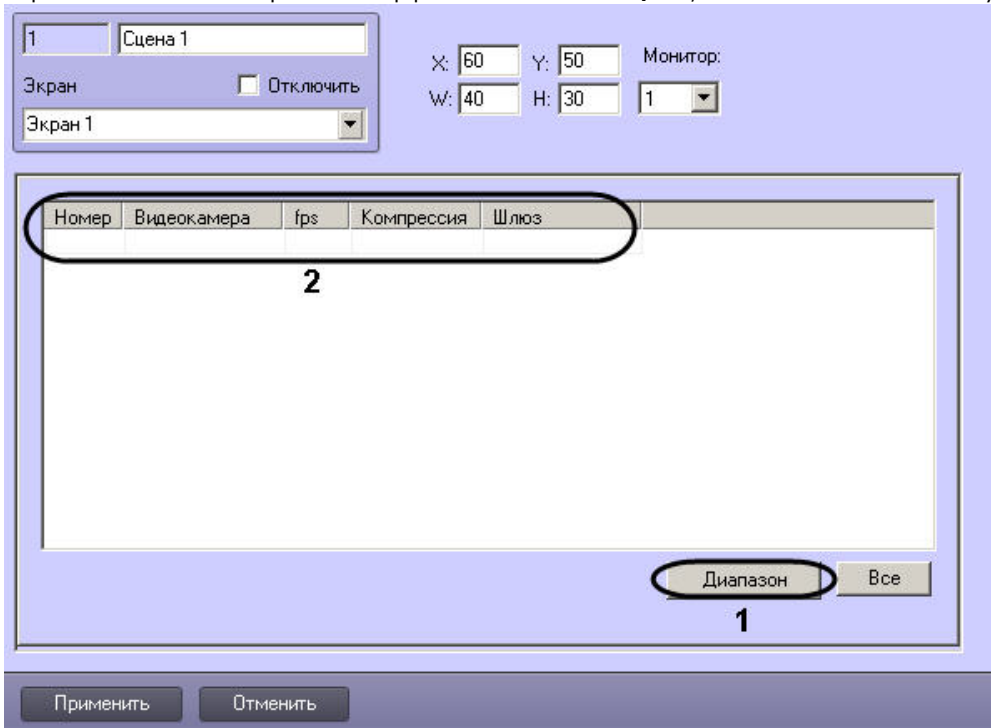 1 Сцена 1
Экран Отключить
Экран 1
X: 60 Y: 50 Монитор:
W: 40 H: 30 1
Номер Видеокамера fps Компрессия Шлюз
2
Диапазон Все
1
Применить Отменить